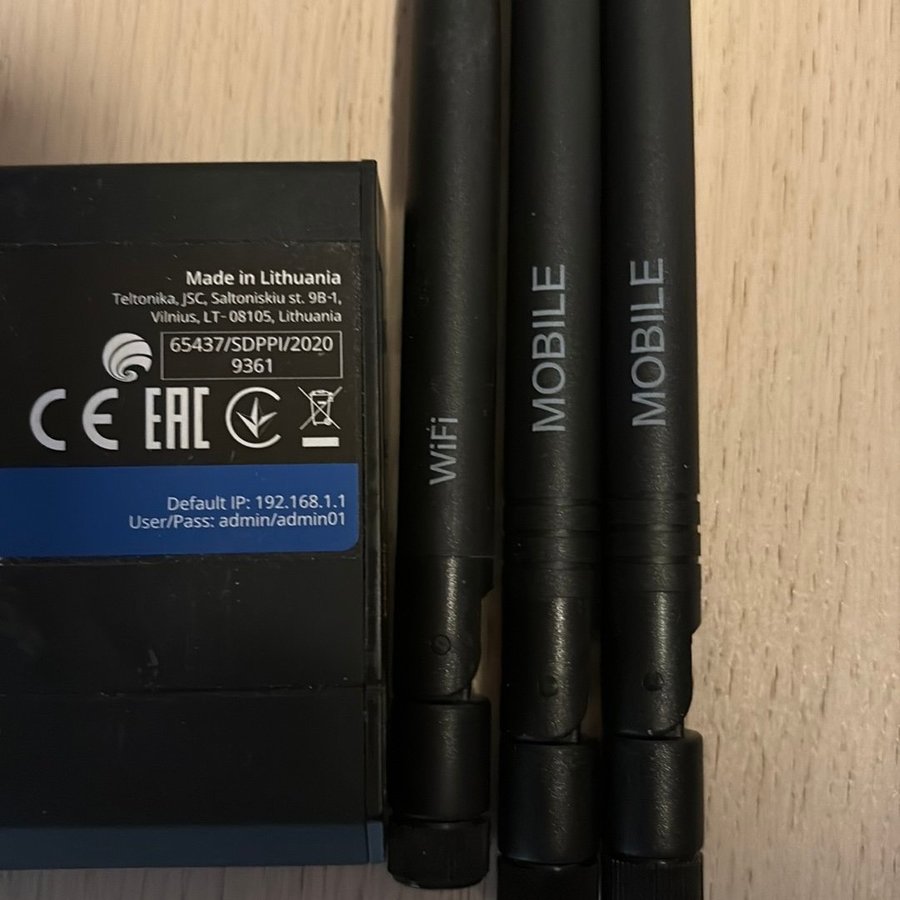 Made in Lithuania
Teltonika, JSC, Saltoniskiu st. 9B-1,
Vilnius, LT- 08105, Lithuania
65437/SDPPI/2020
9361
CE EAC
Default IP: 192.168.1.1
User/Pass: admin/admin01
WiFi
MOBILE
MOBILE